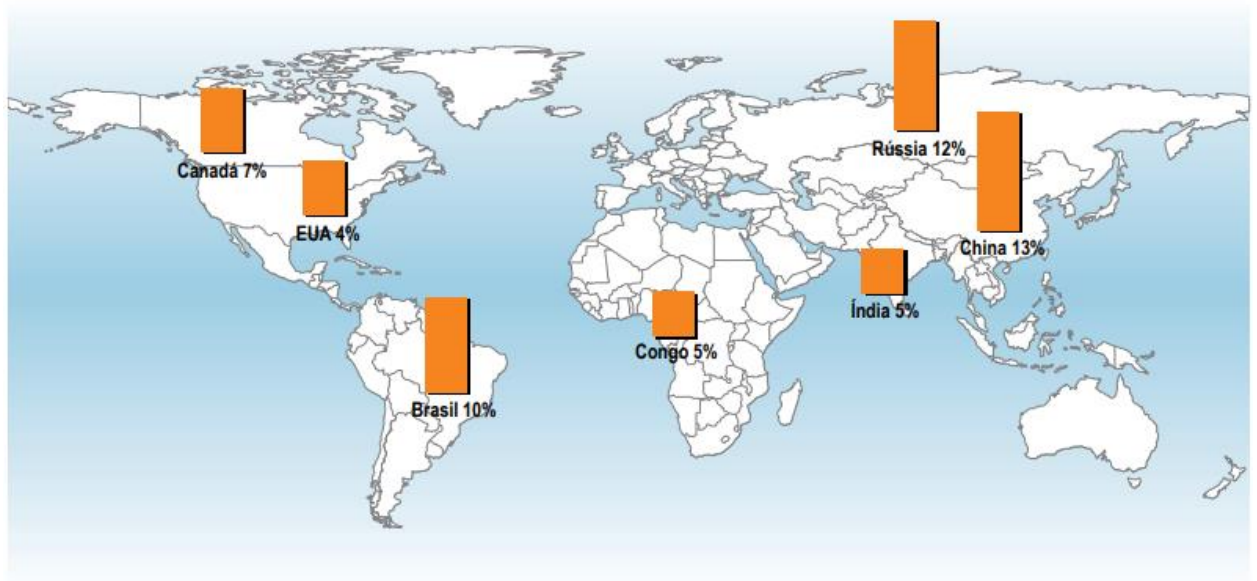 Canadá 7%
EUA 4%
Brasil 10%
Congo 5%
Rússia 12%
China 13%
Índia 5%